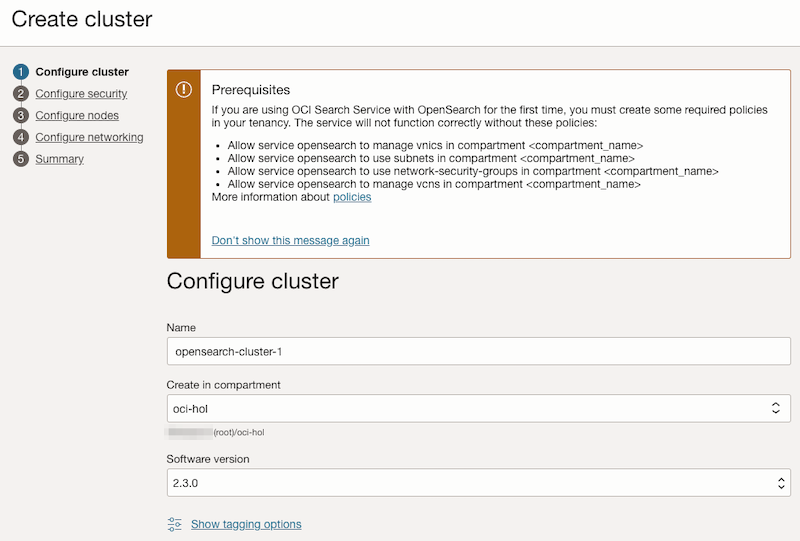 Create cluster
1 Configure cluster
2 Configure security
3 Configure nodes
4 Configure networking
5 Summary
Prerequisites
If you are using OCI Search Service with OpenSearch for the first time, you must create some required policies
in your tenancy. The service will not function correctly without these policies:
• Allow service opensearch to manage vnics in compartment <compartment_name>
• Allow service opensearch to use subnets in compartment <compartment_name>
• Allow service opensearch to use network-security-groups in compartment <compartment_name>
• Allow service opensearch to manage vcns in compartment <compartment_name>
More information about policies
Don't show this message again
Configure cluster
Name
opensearch-cluster-1
Create in compartment
oci-hol
(root)/oci-hol
Software version
2.3.0
Show tagging options